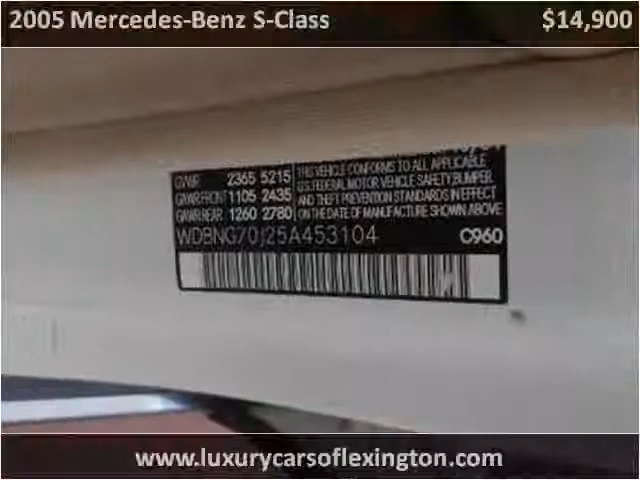 2005 Mercedes-Benz S-Class $14,900
GVWR 2365 5215
GAWR FRONT 1105 2435
GAWR REAR 1260 2780
THIS VEHICLE CONFORMS TO ALL APPLICABLE
U.S. FEDERAL MOTOR VEHICLE SAFETY BUMPER
AND THEFT PREVENTION STANDARDS IN EFFECT
ON THE DATE OF MANUFACTURE SHOWN ABOVE
WDBNG70J25A453104 C960
www.luxurycarsoflexington.com